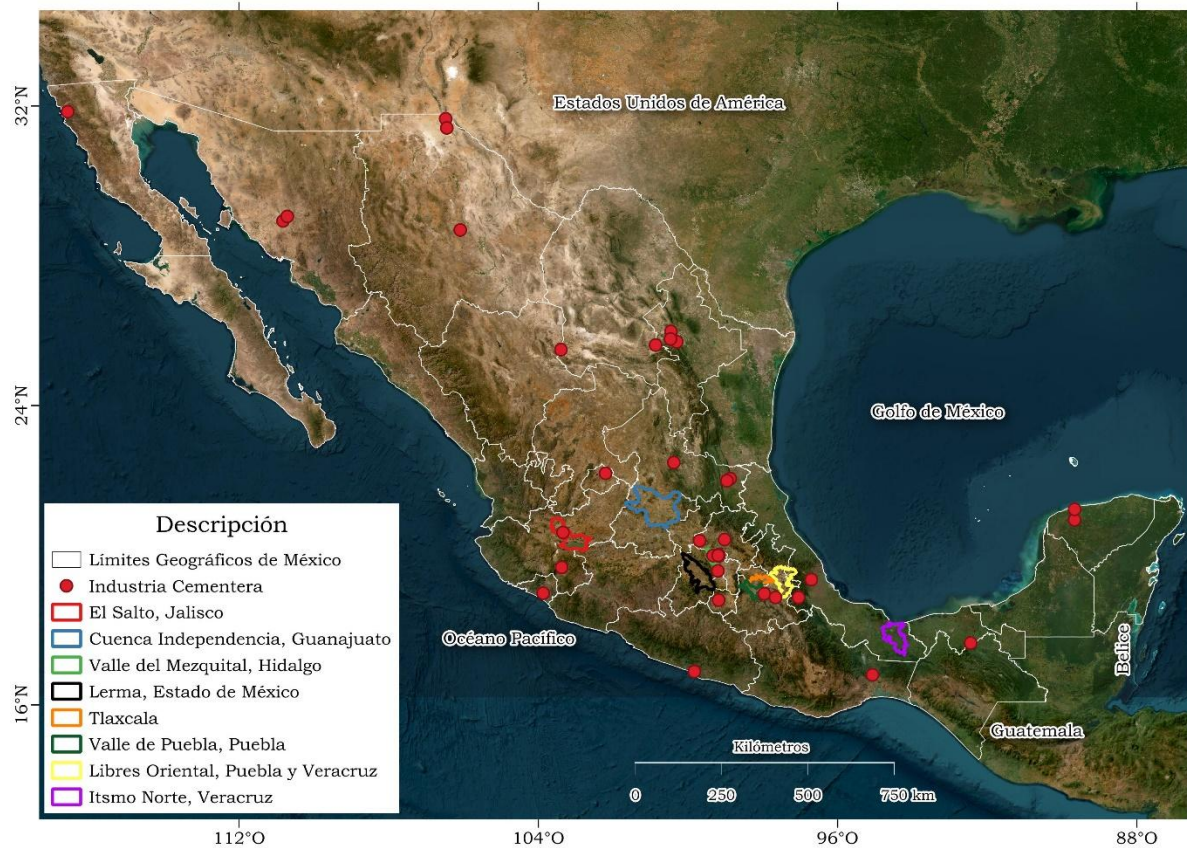 Estados Unidos de América
32°N
24°N
Golfo de México
Descripción
Límites Geográficos de México
Industria Cementera
El Salto, Jalisco
Cuenca Independencia, Guanajuato
Valle del Mezquital, Hidalgo
Lerma, Estado de México
Tlaxcala
Valle de Puebla, Puebla
Libres Oriental, Puebla y Veracruz
Itsmo Norte, Veracruz
Océano Pacífico
Belice
16°N
Guatemala
Kilómetros
0 250 500 750 km
112°O 104°O 96°O 88°O